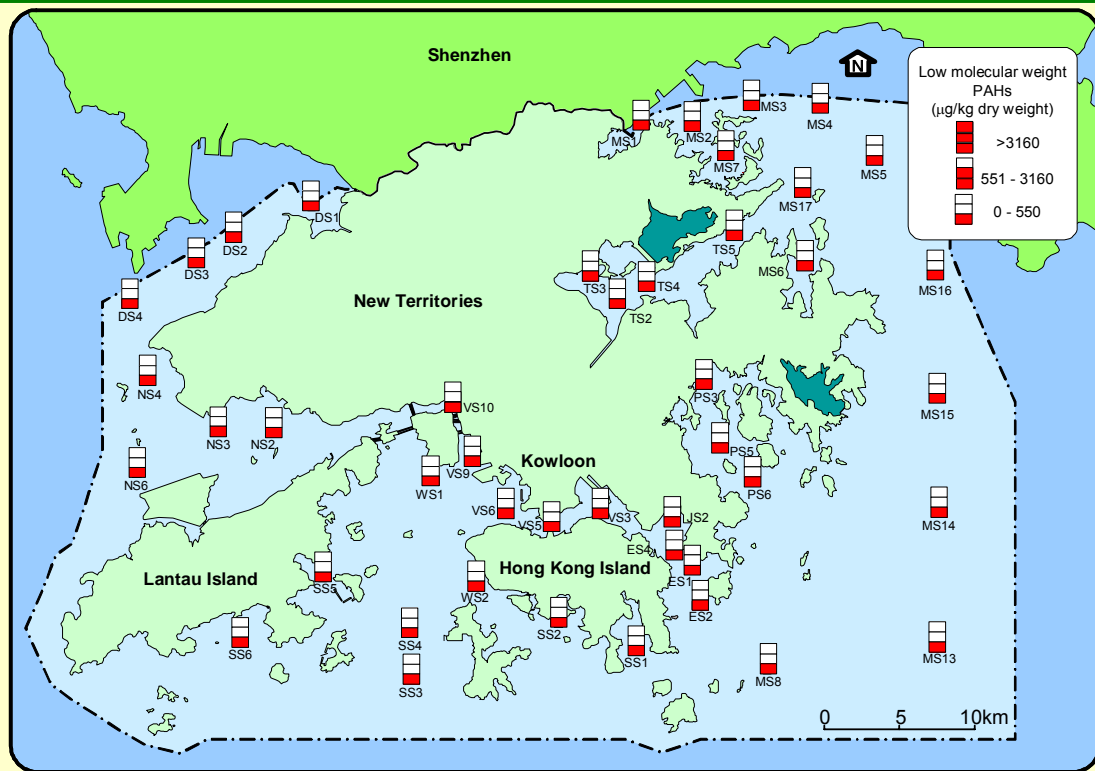 Shenzhen
N
Low molecular weight
PAHs
(µg/kg dry weight)
>3160
551 - 3160
0 - 550
MS1
MS2
MS3
MS4
MS7
MS5
MS17
DS1
DS2
DS3
DS4
TS5
MS6
MS16
TS3
TS4
TS2
New Territories
NS4
PS3
MS15
NS3
NS2
VS10
PS5
NS6
WS1
VS9
Kowloon
PS6
VS6
VS5
VS3
JS2
MS14
ES4
ES1
ES2
Lantau Island
SS5
WS2
Hong Kong Island
SS2
SS6
SS4
SS3
SS1
MS8
MS13
0 5 10km